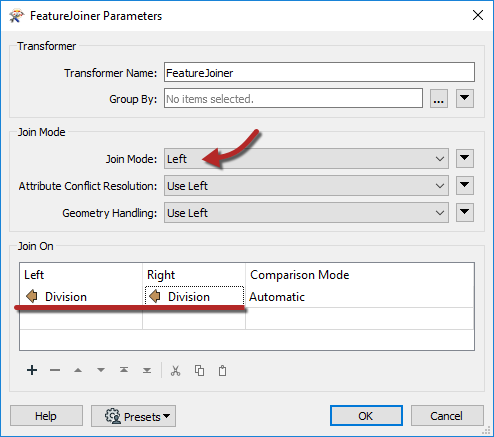 FeatureJoiner Parameters
Transformer
Transformer Name: FeatureJoiner
Group By: No items selected. ...
Join Mode
Join Mode: Left
Attribute Conflict Resolution: Use Left
Geometry Handling: Use Left
Join On
Left Right Comparison Mode
Division Division Automatic
Help Presets OK Cancel